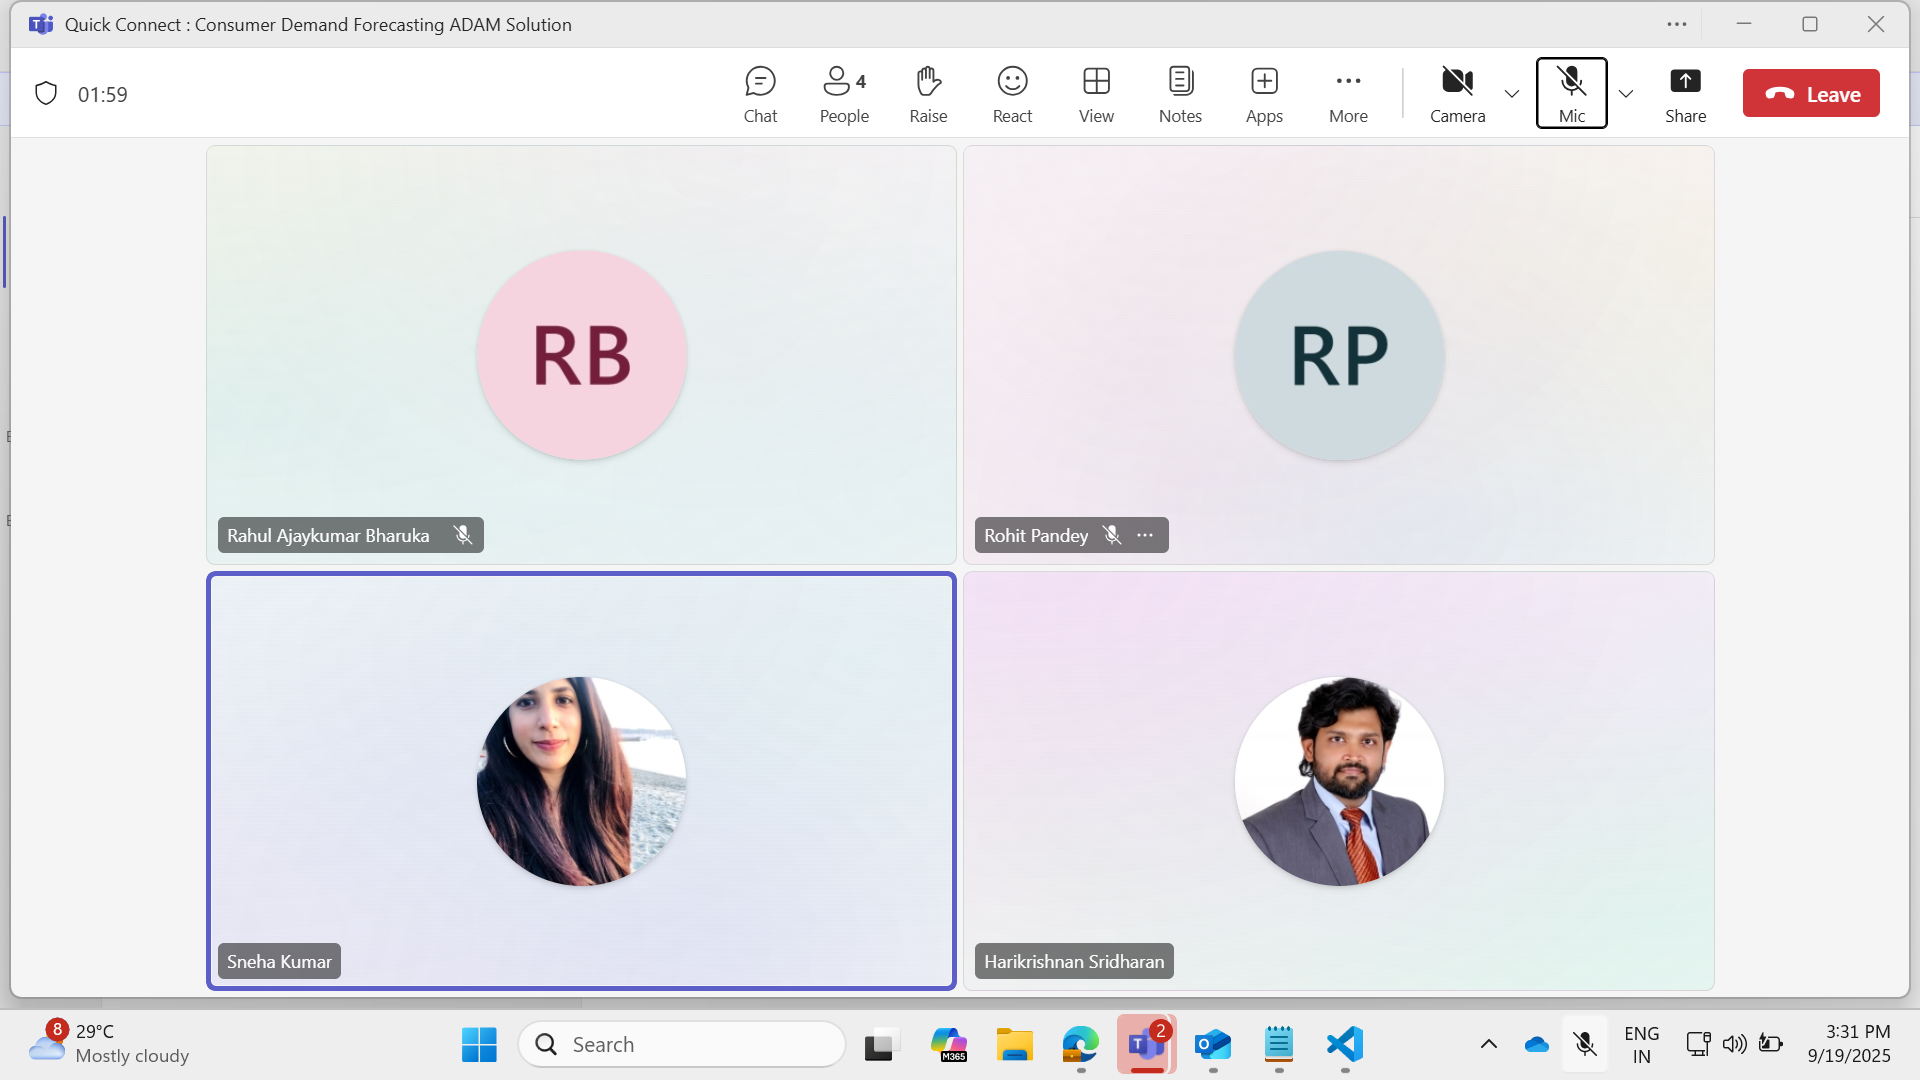 Quick Connect : Consumer Demand Forecasting ADAM Solution
01:59
Chat
People
4
Raise
React
View
Notes
Apps
More
Camera
Mic
Share
Leave
RB
RP
Rahul Ajaykumar Bharuka
Rohit Pandey
Sneha Kumar
Harikrishnan Sridharan
8
29°C
Mostly cloudy
Search
M365
2
ENG
IN
3:31 PM
9/19/2025